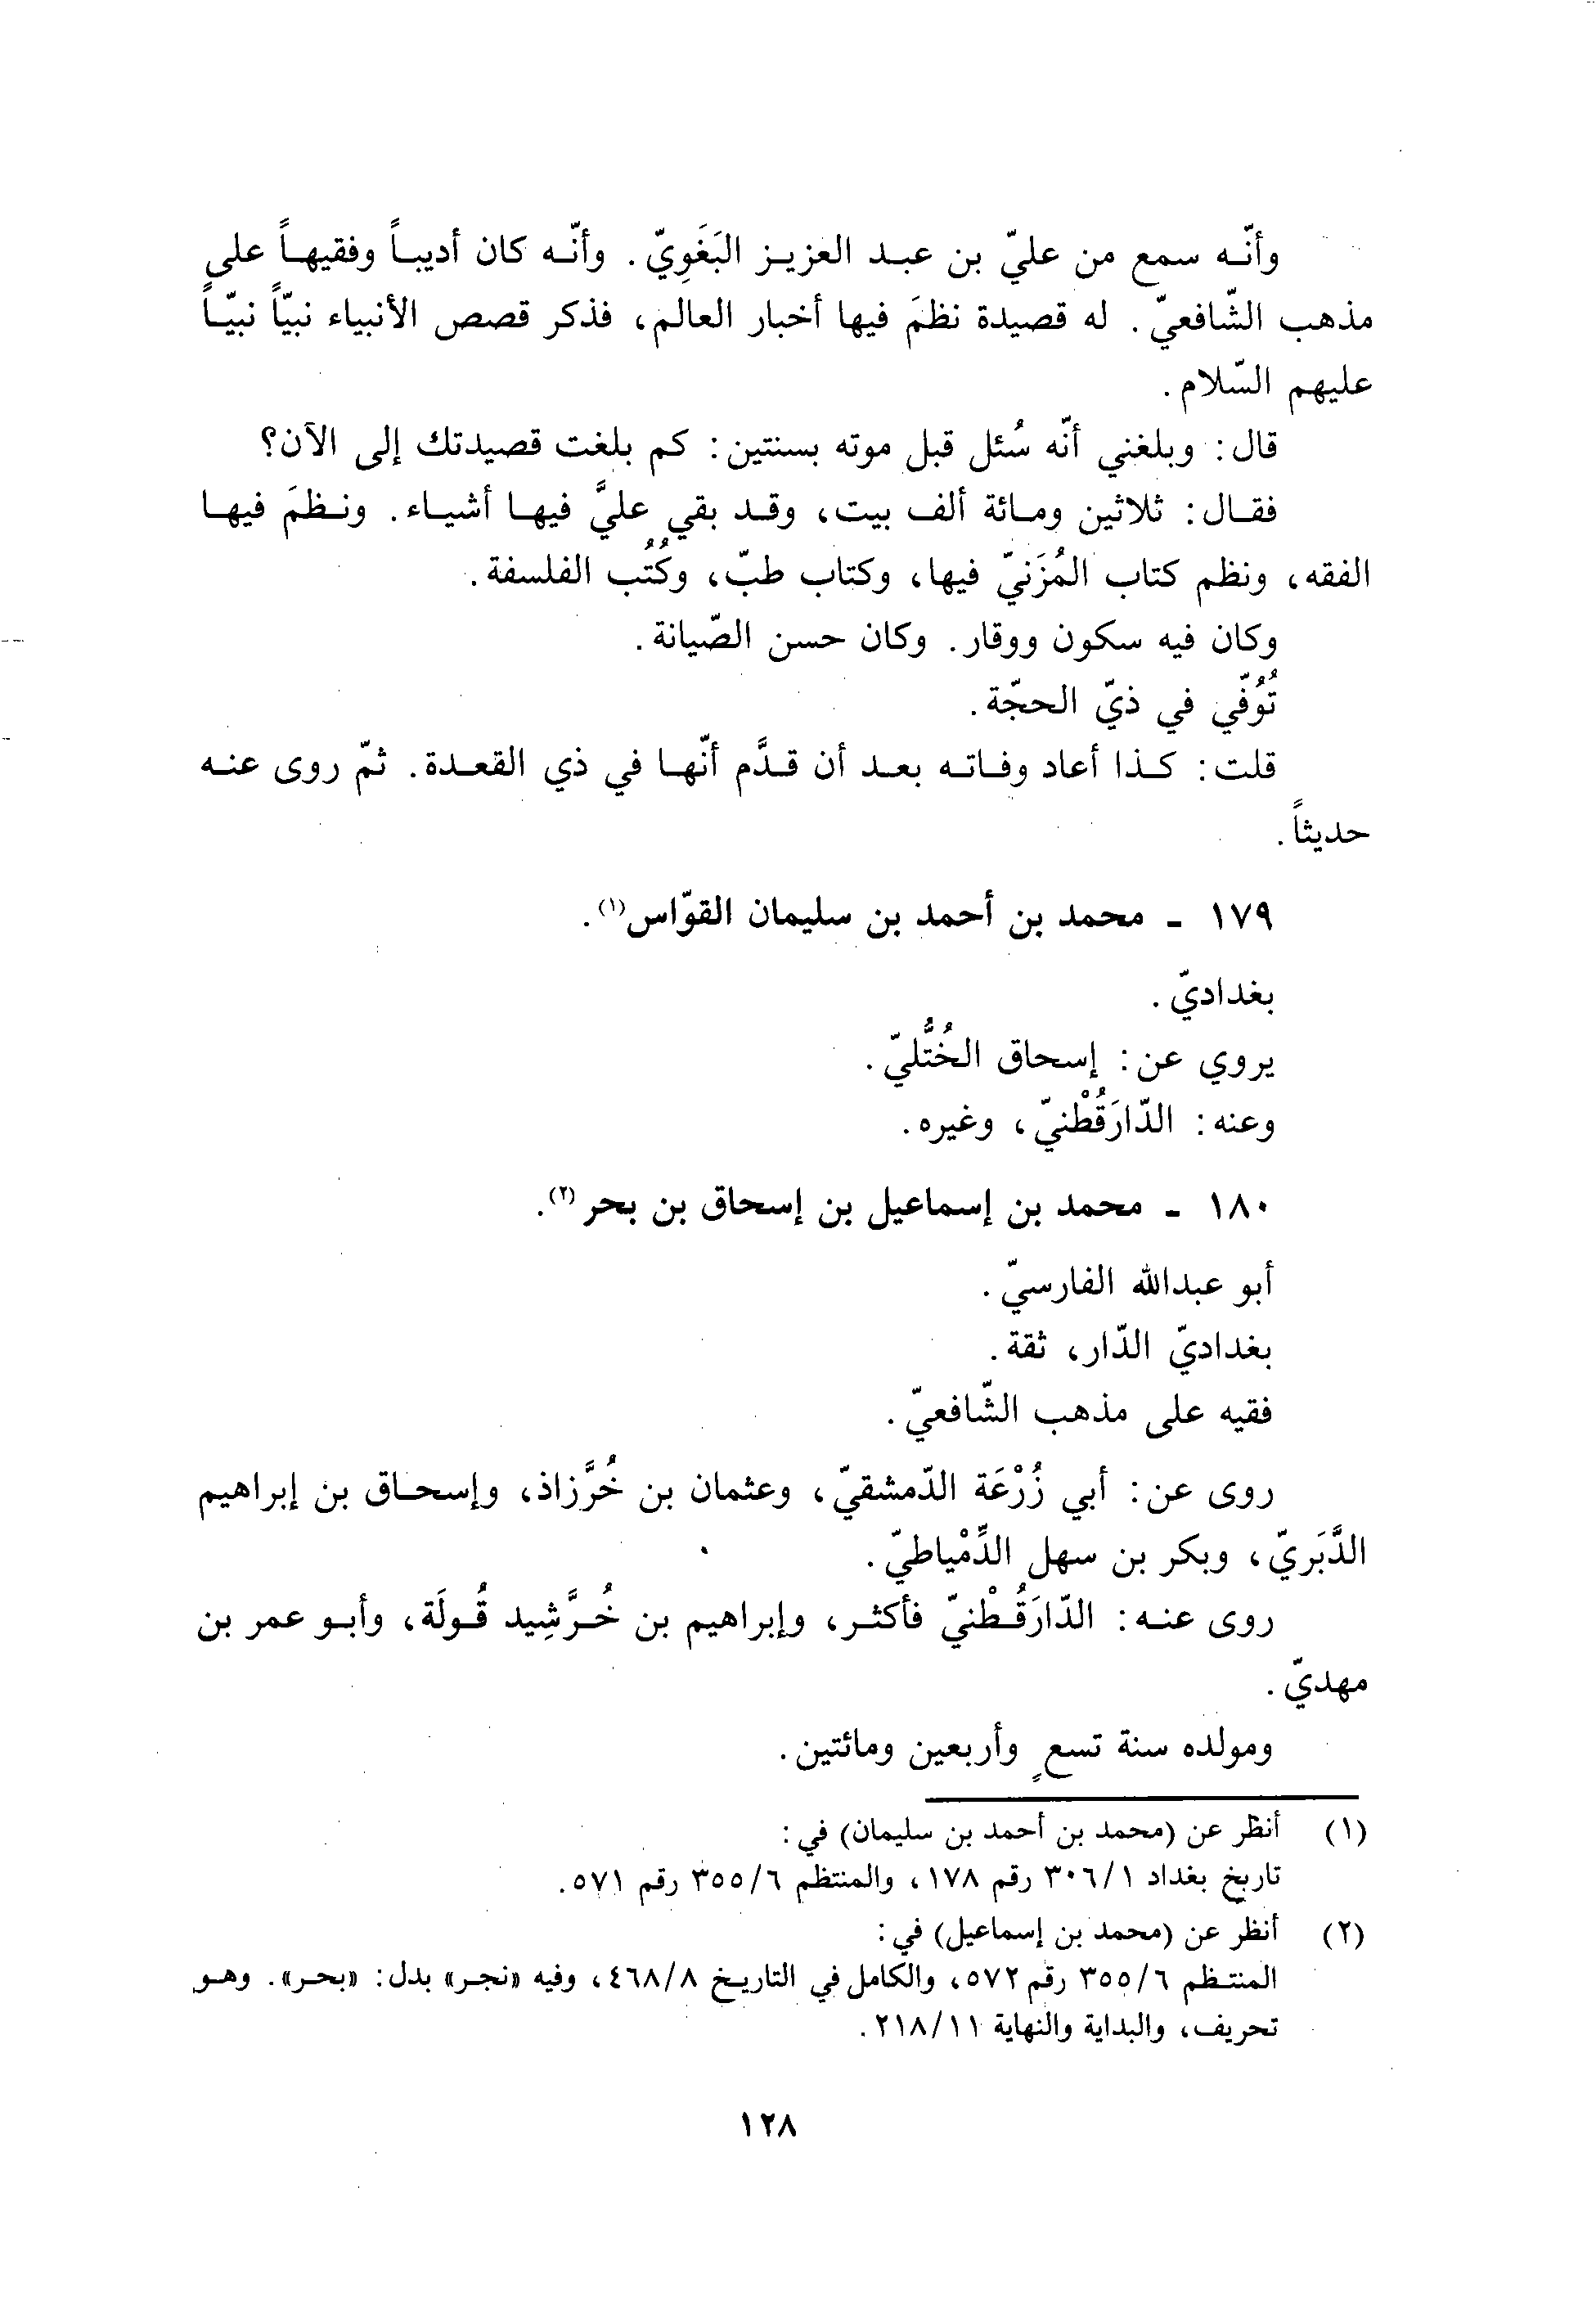 وأنّه سمع من عليّ بن عبد العزيز البَغَوِيّ. وأنّه كان أديباً وفقيهاً على
مذهب الشّافعيّ. له قصيدة نظمَ فيها أخبار العالم، فذكر قصص الأنبياء نبيّاً نبيّاً
عليهم السّلام.
قال: وبلغني أنّه سُئل قبل موته بسنتين: كم بلغت قصيدتك إلى الآن؟
فقال: ثلاثين ومائة ألف بيت، وقد بقي عليَّ فيها أشياء. ونظمَ فيها
الفقه، ونظم كتاب المُزَنيّ فيها، وكتاب طبّ، وكُتُب الفلسفة.
وكان فيه سكون ووقار. وكان حسن الصّيانة.
تُوُفّي في ذيّ الحجّة.
قلت: كذا أعاد وفاته بعد أن قدَّم أنّها في ذي القعدة. ثمّ روى عنه
حديثاً.
١٧٩ - محمد بن أحمد بن سليمان القوّاس(١).
بغداديّ.
يروي عن: إسحاق الخُتُّليّ.
وعنه: الدّارَقُطْنيّ، وغيره.
١٨٠ - محمد بن إسماعيل بن إسحاق بن بحر(٢).
أبو عبدالله الفارسيّ.
بغداديّ الدّار، ثقة.
فقيه على مذهب الشّافعيّ.
روى عن: أبي زُرْعَة الدّمشقيّ، وعثمان بن خُرَّزاذ، وإسحاق بن إبراهيم
الدَّبَريّ، وبكر بن سهل الدِّمْياطيّ.
روى عنه: الدّارَقُطْنيّ فأكثر، وإبراهيم بن خُرَّشِيد قُولَة، وأبو عمر بن
مهديّ.
ومولده سنة تسعٍ وأربعين ومائتين.
(١) أنظر عن (محمد بن أحمد بن سليمان) في:
تاريخ بغداد ٣٠٦/١ رقم ١٧٨، والمنتظم ٣٥٥/٦ رقم ٥٧١.
(٢) أنظر عن (محمد بن إسماعيل) في:
المنتظم ٣٥٥/٦ رقم ٥٧٢، والكامل في التاريخ ٤٦٨/٨، وفيه «نجر» بدل: «بحر». وهو
تحريف، والبداية والنهاية ٢١٨/١١.
١٢٨